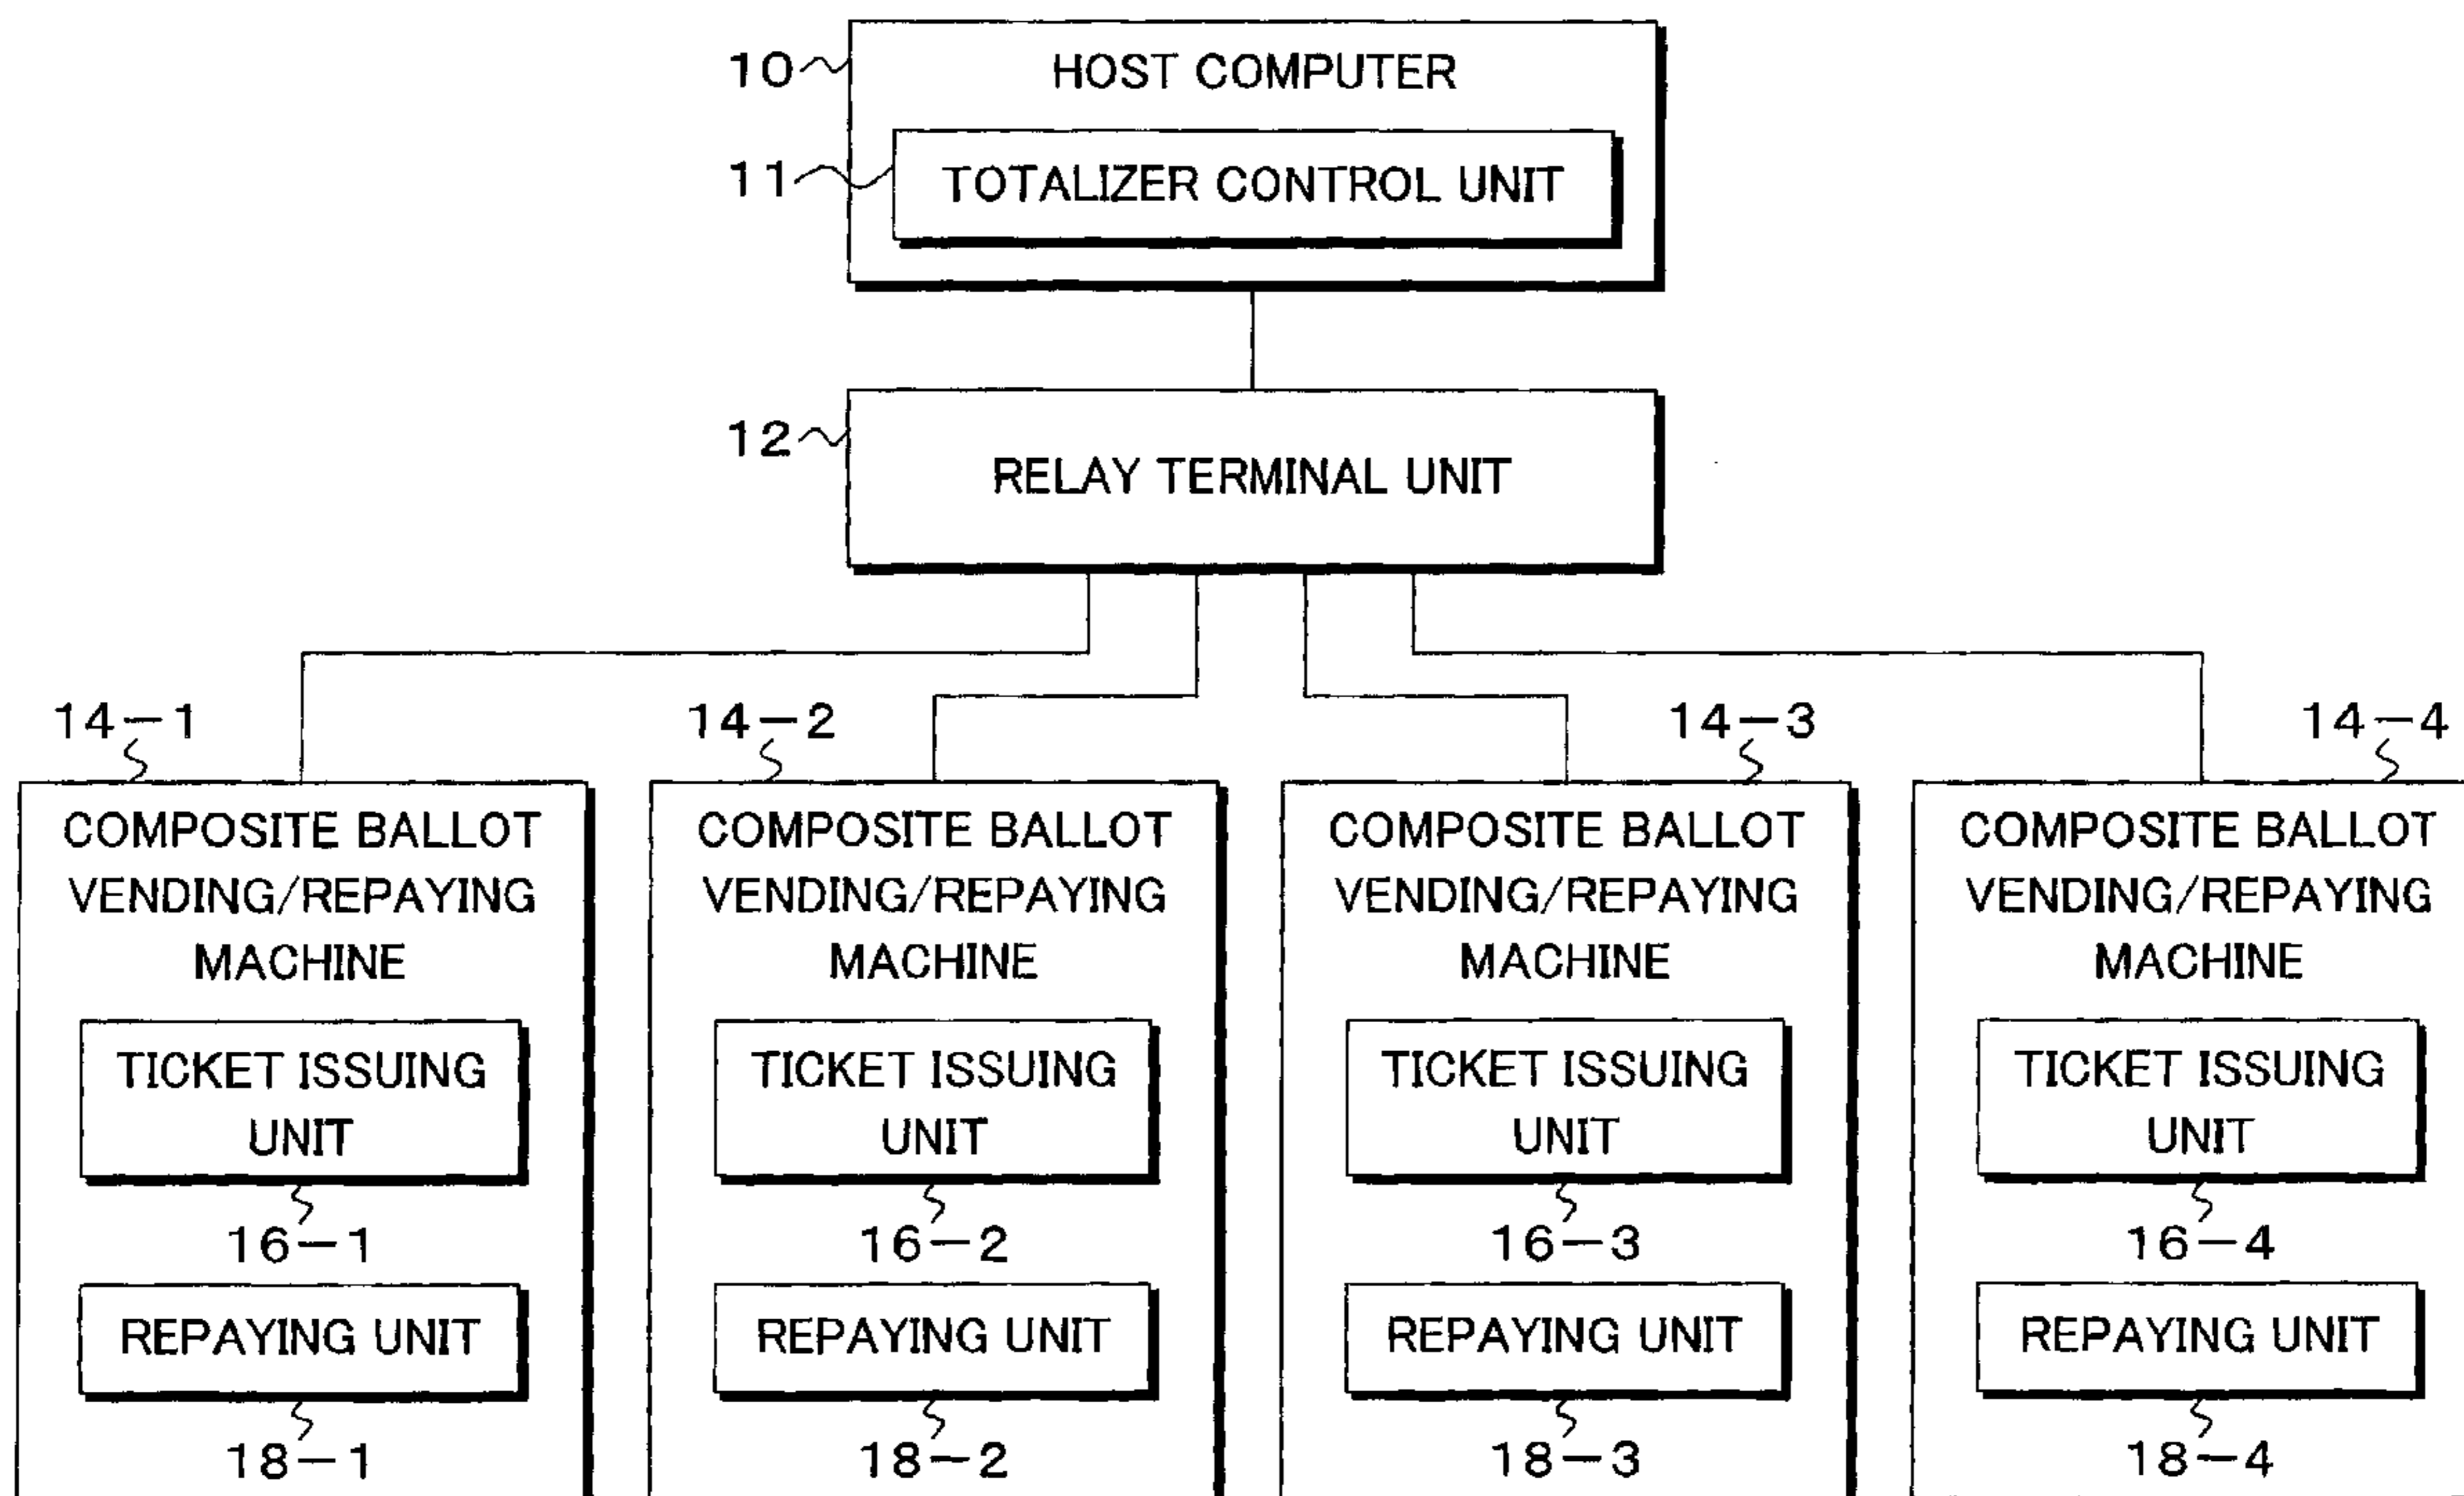 10
HOST COMPUTER
11
TOTALIZER CONTROL UNIT
12
RELAY TERMINAL UNIT
14-1
14-2
14-3
14-4
COMPOSITE BALLOT
VENDING/REPAYING
MACHINE
TICKET ISSUING
UNIT
16-1
REPAYING UNIT
18-1
COMPOSITE BALLOT
VENDING/REPAYING
MACHINE
TICKET ISSUING
UNIT
16-2
REPAYING UNIT
18-2
COMPOSITE BALLOT
VENDING/REPAYING
MACHINE
TICKET ISSUING
UNIT
16-3
REPAYING UNIT
18-3
COMPOSITE BALLOT
VENDING/REPAYING
MACHINE
TICKET ISSUING
UNIT
16-4
REPAYING UNIT
18-4